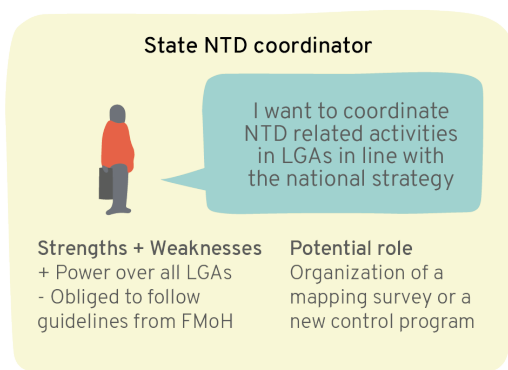 State NTD coordinator
I want to coordinate
NTD related activities
in LGAs in line with
the national strategy
Strengths + Weaknesses
+ Power over all LGAs
- Obliged to follow
guidelines from FMoH
Potential role
Organization of a
mapping survey or a
new control program